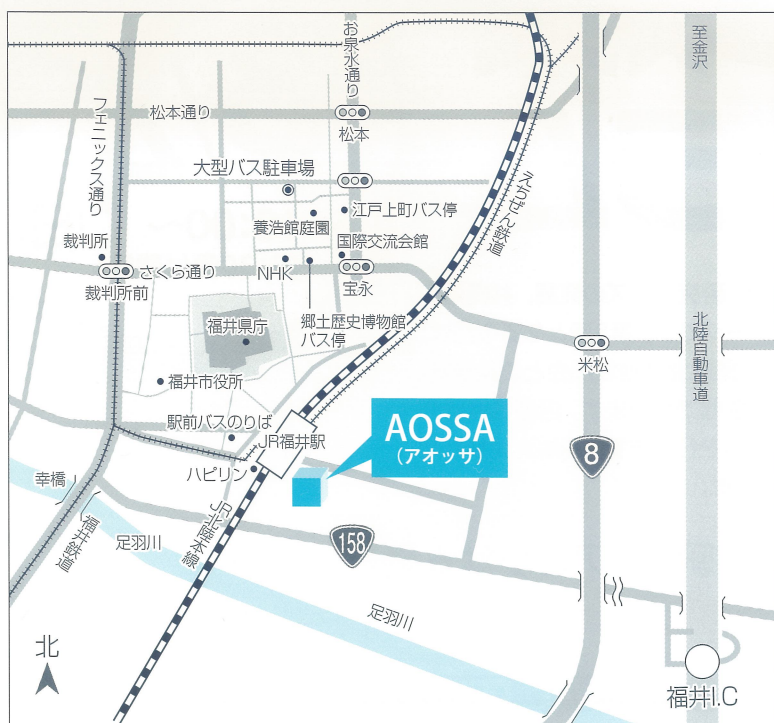 お泉水通り
至金沢
フェニックス通り
松本通り
松本
大型バス駐車場
えちぜん鉄道
江戸上町バス停
養浩館庭園
裁判所
国際交流会館
さくら通り
NHK
宝永
裁判所前
郷土歴史博物館
バス停
福井県庁
北陸自動車道
米松
福井市役所
駅前バスのりば
JR福井駅
AOSSA
(アオッサ)
8
ハピリン
幸橋
福井鉄道
足羽川
JR北陸本線
158
足羽川
北
福井I.C